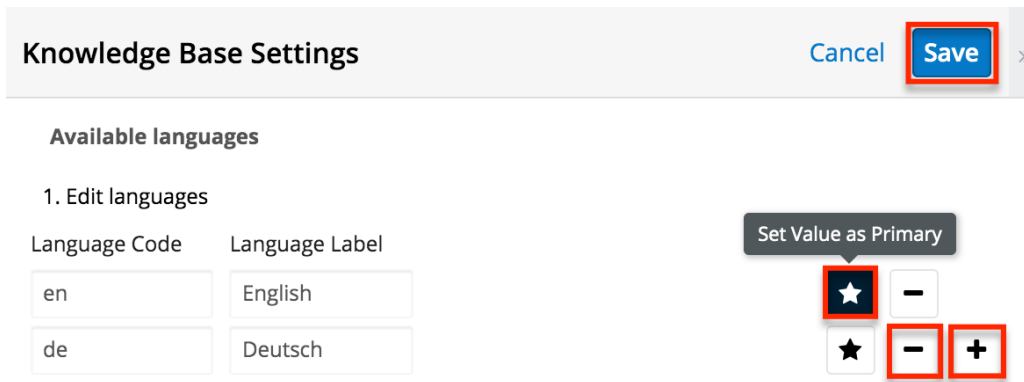 Knowledge Base Settings
Cancel
Save
Available languages
1. Edit languages
Language Code
Language Label
Set Value as Primary
en
English
de
Deutsch